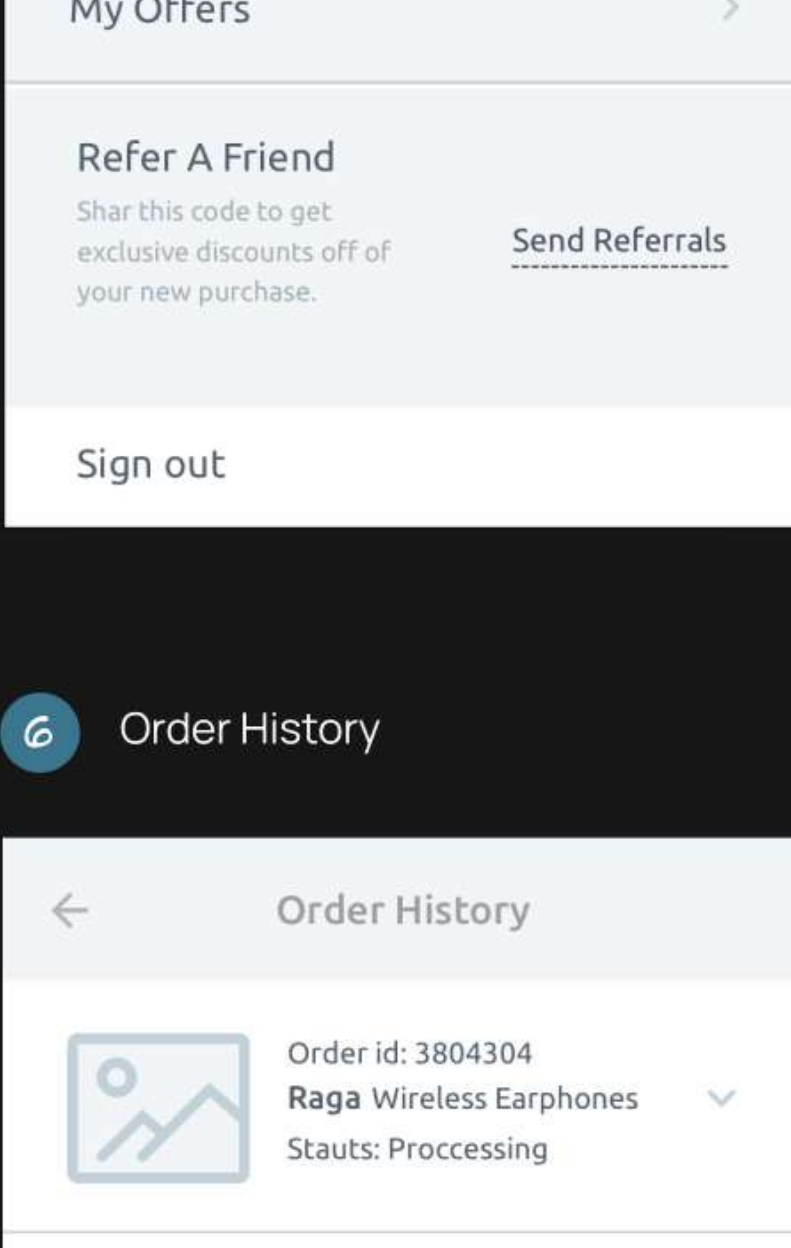 My Offers
Refer A Friend
Shar this code to get
exclusive discounts off of
your new purchase.
Send Referrals
Sign out
6 Order History
Order History
Order id: 3804304
Raga Wireless Earphones
Stauts: Proccessing